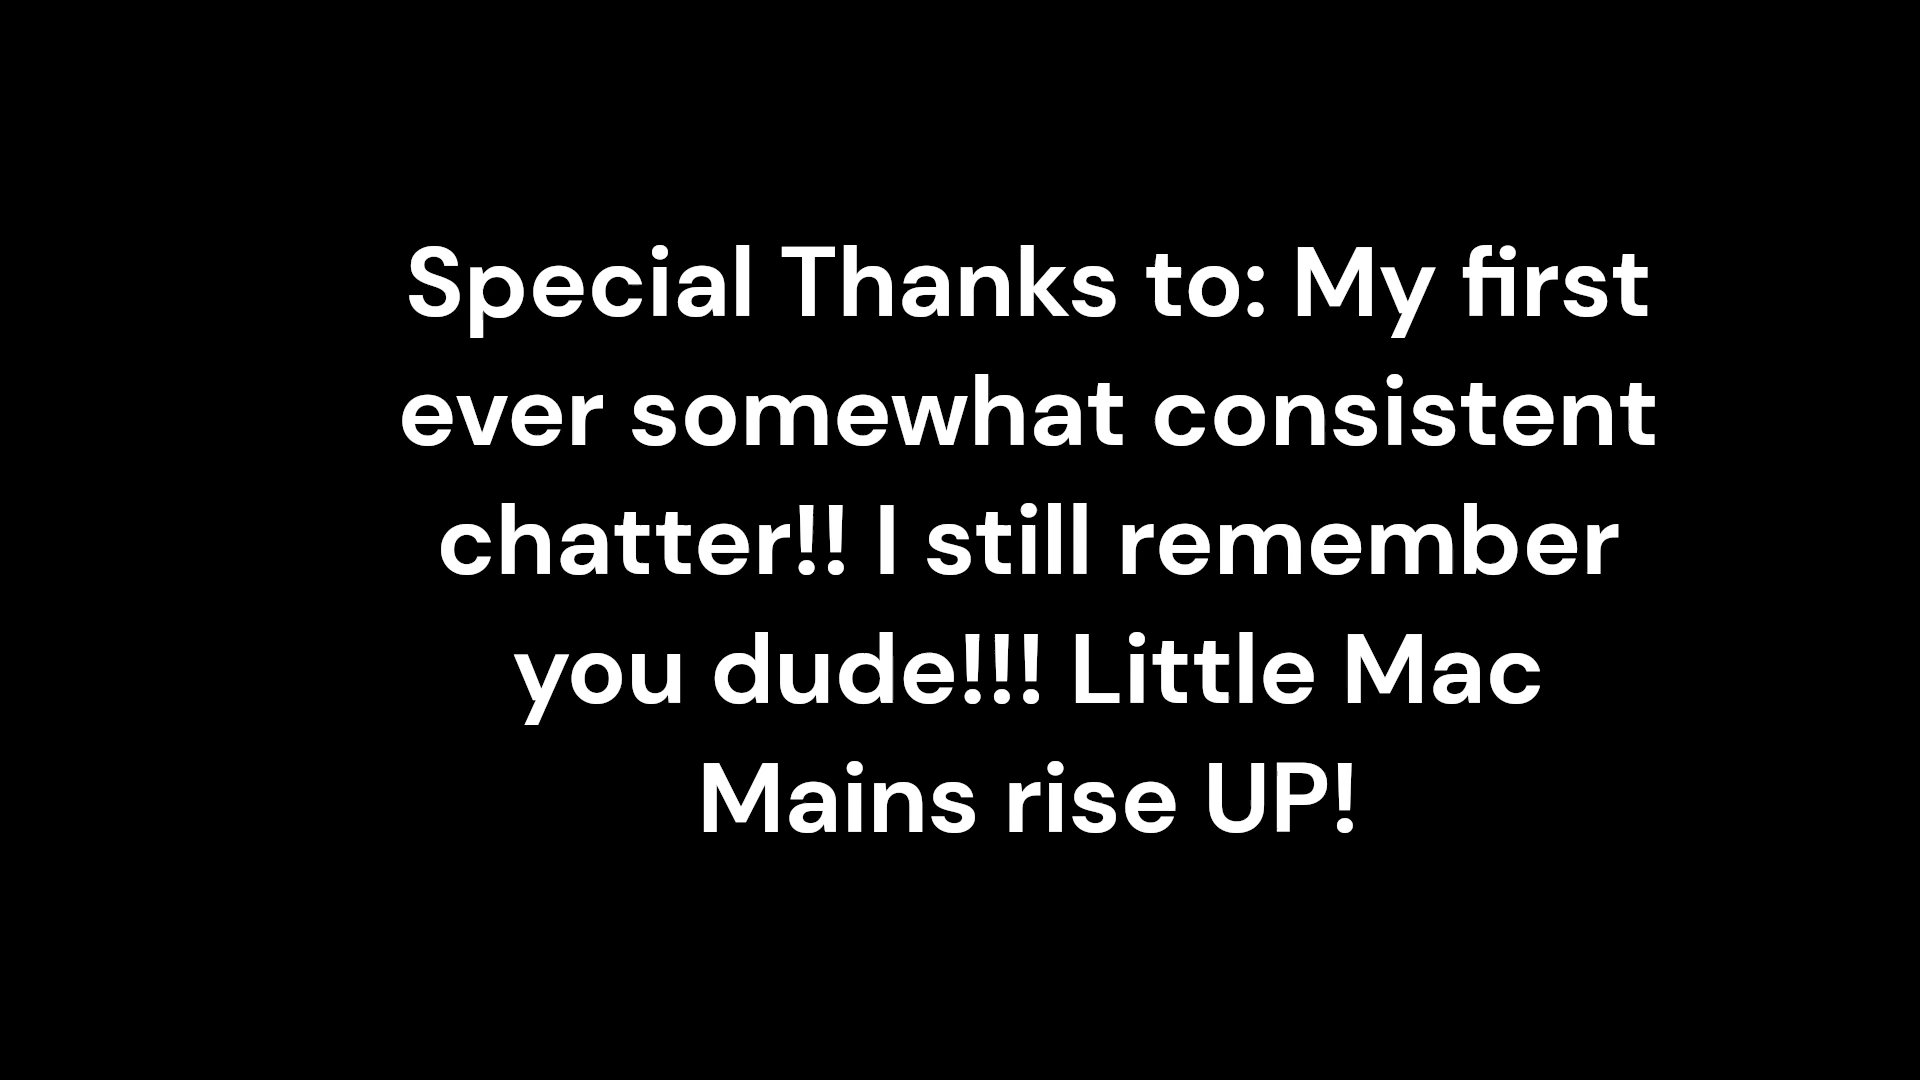 Special Thanks to: My first
ever somewhat consistent
chatter!! I still remember
you dude!!! Little Mac
Mains rise UP!